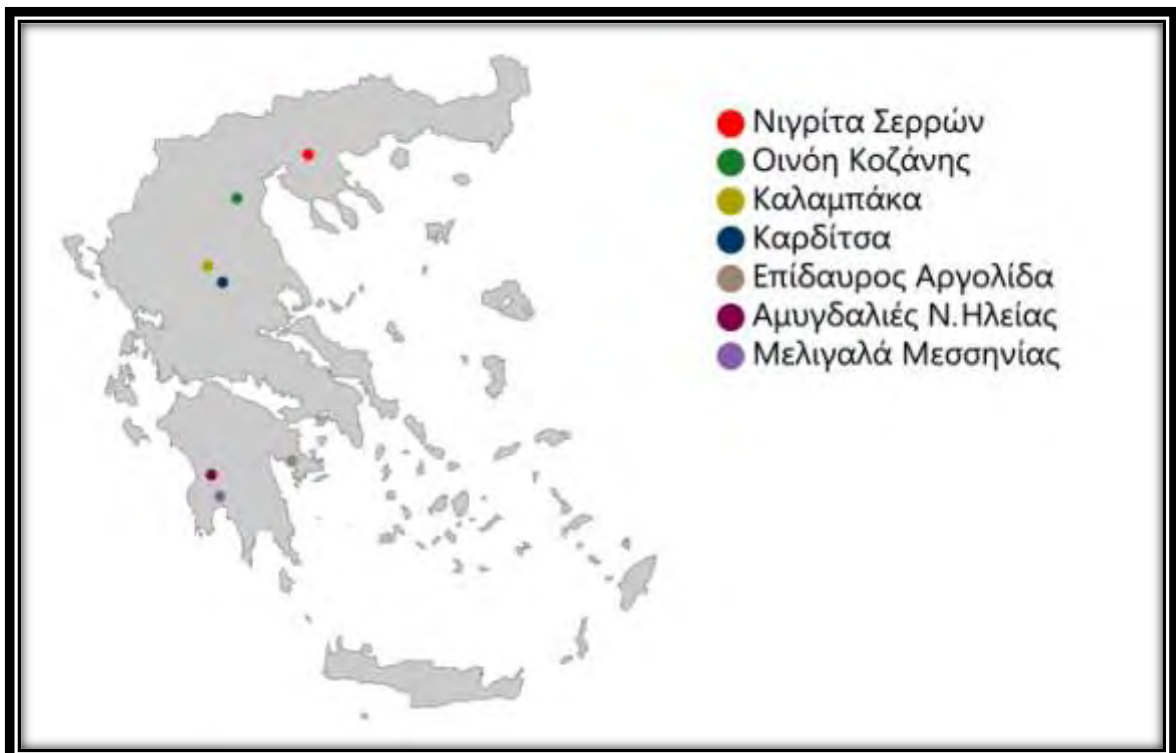 Νιγρίτα Σερρών
Οινόη Κοζάνης
Καλαμπάκα
Καρδίτσα
Επίδαυρος Αργολίδα
Αμυγδαλιές Ν.Ηλείας
Μελιγαλά Μεσσηνίας